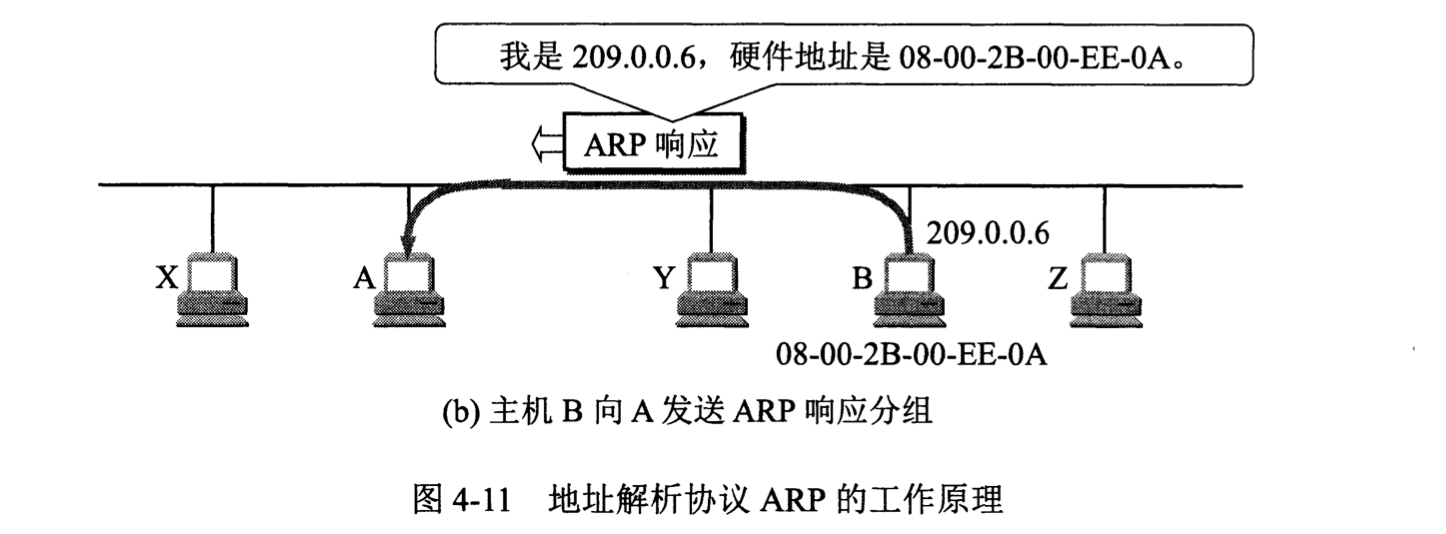 我是 209.0.0.6，硬件地址是 08-00-2B-00-EE-0A。
ARP 响应
209.0.0.6
X
A
Y
B
Z
08-00-2B-00-EE-0A
(b) 主机 B 向 A 发送 ARP 响应分组
图 4-11 地址解析协议 ARP 的工作原理